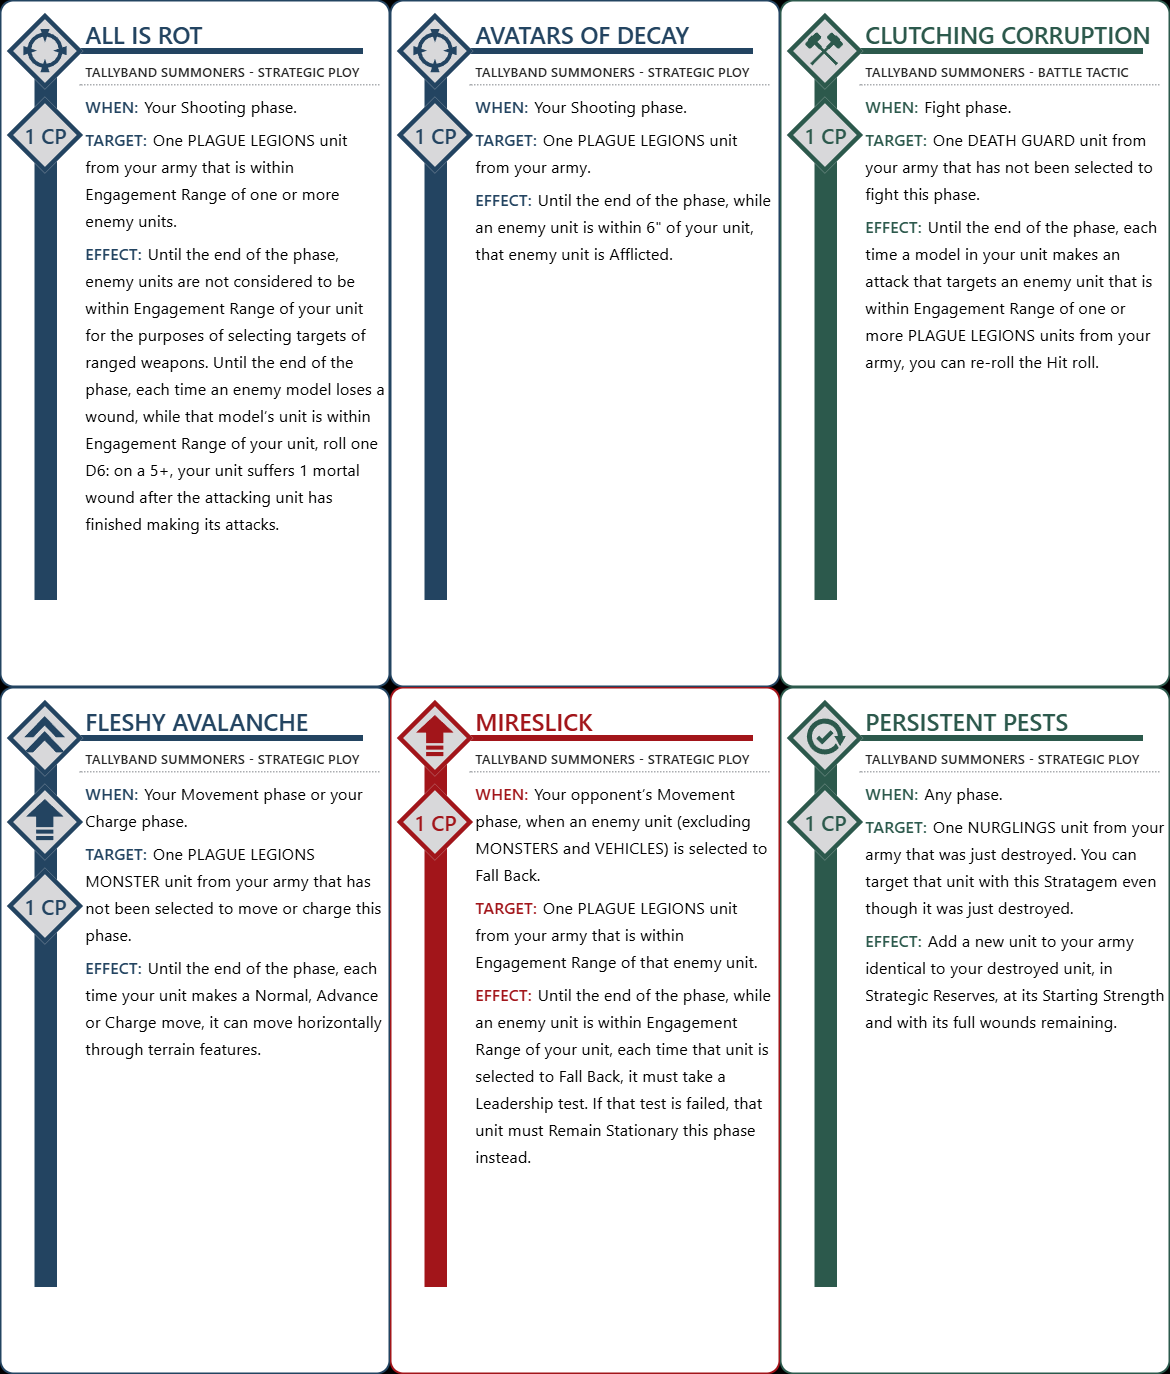 ALL IS ROT
TALLYBAND SUMMONERS - STRATEGIC PLOY
1 CP
WHEN: Your Shooting phase.
TARGET: One PLAGUE LEGIONS unit
from your army that is within
Engagement Range of one or more
enemy units.
EFFECT: Until the end of the phase,
enemy units are not considered to be
within Engagement Range of your unit
for the purposes of selecting targets of
ranged weapons. Until the end of the
phase, each time an enemy model loses a
wound, while that model's unit is within
Engagement Range of your unit, roll one
D6: on a 5+, your unit suffers 1 mortal
wound after the attacking unit has
finished making its attacks.
AVATARS OF DECAY
TALLYBAND SUMMONERS - STRATEGIC PLOY
1 CP
WHEN: Your Shooting phase.
TARGET: One PLAGUE LEGIONS unit
from your army.
EFFECT: Until the end of the phase, while
an enemy unit is within 6" of your unit,
that enemy unit is Afflicted.
CLUTCHING CORRUPTION
TALLYBAND SUMMONERS - BATTLE TACTIC
1 CP
WHEN: Fight phase.
TARGET: One DEATH GUARD unit from
your army that has not been selected to
fight this phase.
EFFECT: Until the end of the phase, each
time a model in your unit makes an
attack that targets an enemy unit that is
within Engagement Range of one or
more PLAGUE LEGIONS units from your
army, you can re-roll the Hit roll.
FLESHY AVALANCHE
TALLYBAND SUMMONERS - STRATEGIC PLOY
1 CP
WHEN: Your Movement phase or your
Charge phase.
TARGET: One PLAGUE LEGIONS
MONSTER unit from your army that has
not been selected to move or charge this
phase.
EFFECT: Until the end of the phase, each
time your unit makes a Normal, Advance
or Charge move, it can move horizontally
through terrain features.
MIRESLICK
TALLYBAND SUMMONERS - STRATEGIC PLOY
1 CP
WHEN: Your opponent's Movement
phase, when an enemy unit (excluding
MONSTERS and VEHICLES) is selected to
Fall Back.
TARGET: One PLAGUE LEGIONS unit
from your army that is within
Engagement Range of that enemy unit.
EFFECT: Until the end of the phase, while
an enemy unit is within Engagement
Range of your unit, each time that unit is
selected to Fall Back, it must take a
Leadership test. If that test is failed, that
unit must Remain Stationary this phase
instead.
PERSISTENT PESTS
TALLYBAND SUMMONERS - STRATEGIC PLOY
1 CP
WHEN: Any phase.
TARGET: One NURGLINGS unit from your
army that was just destroyed. You can
target that unit with this Stratagem even
though it was just destroyed.
EFFECT: Add a new unit to your army
identical to your destroyed unit, in
Strategic Reserves, at its Starting Strength
and with its full wounds remaining.